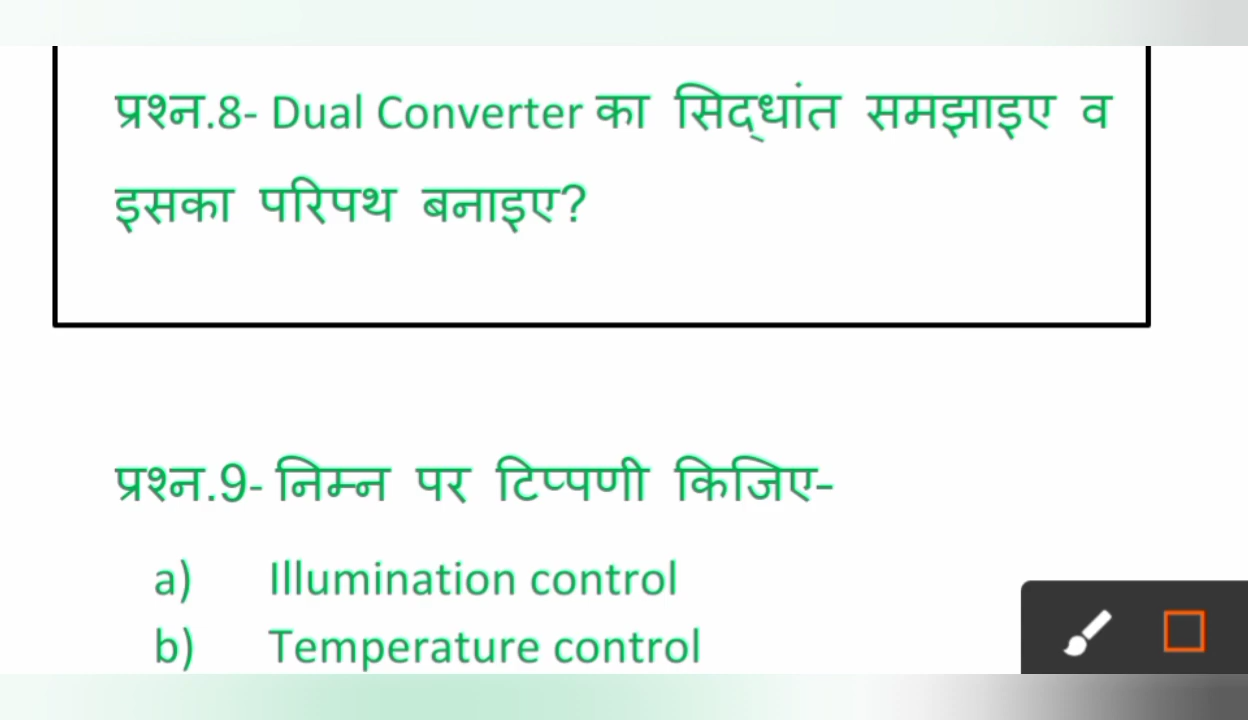 प्रश्न.8- Dual Converter का सिद्धांत समझाइए व
इसका परिपथ बनाइए?
प्रश्न.9- निम्न पर टिप्पणी किजिए-
a) Illumination control
b) Temperature control